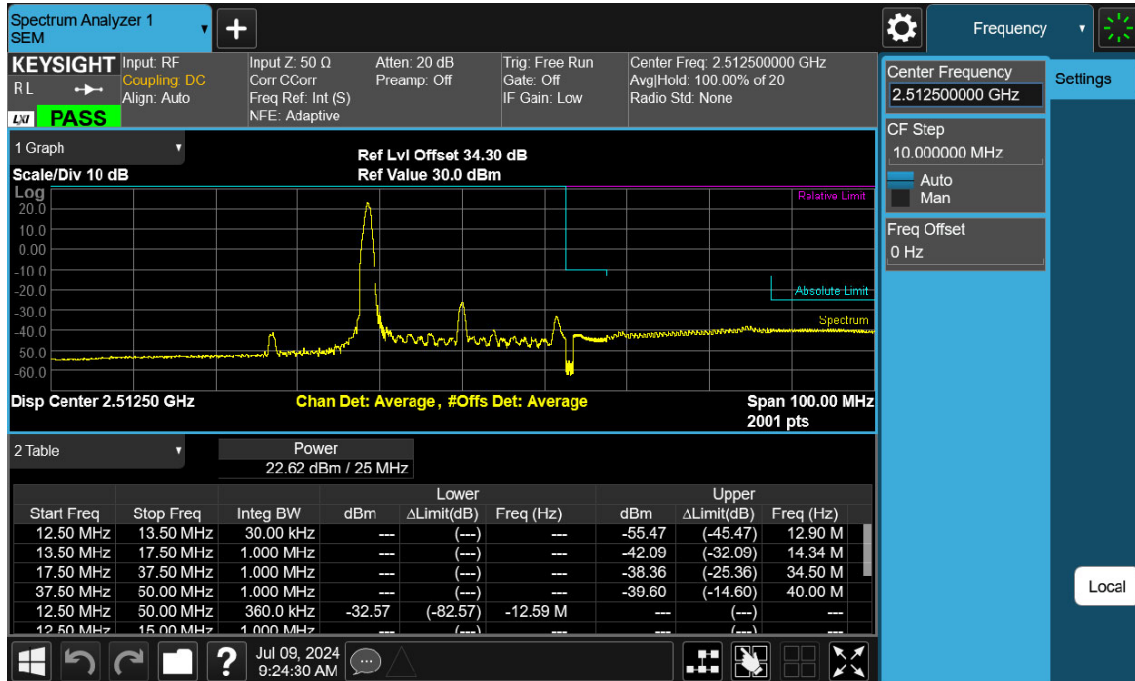 Spectrum Analyzer 1
SEM
+
Frequency
KEYSIGHT
RL
LXI PASS
Input: RF
Coupling: DC
Align: Auto
Input Z: 50 Ω
Corr CCorr
Freq Ref: Int (S)
NFE: Adaptive
Atten: 20 dB
Preamp: Off
Trig: Free Run
Gate: Off
IF Gain: Low
Center Freq: 2.512500000 GHz
Avg|Hold: 100.00% of 20
Radio Std: None
Center Frequency
2.512500000 GHz
Settings
CF Step
10.000000 MHz
Auto
Man
Freq Offset
0 Hz
1 Graph
Scale/Div 10 dB
Ref Lvl Offset 34.30 dB
Ref Value 30.0 dBm
Log
20.0
10.0
0.00
-10.0
-20.0
-30.0
-40.0
50.0
-60.0
Relative Limit
Absolute Limit
Spectrum
Disp Center 2.51250 GHz
Chan Det: Average , #Offs Det: Average
Span 100.00 MHz
2001 pts
2 Table
Power
22.62 dBm / 25 MHz
Lower Upper
Start Freq Stop Freq Integ BW dBm ΔLimit(dB) Freq (Hz) dBm ΔLimit(dB) Freq (Hz)
12.50 MHz 13.50 MHz 30.00 kHz --- (---) --- -55.47 (-45.47) 12.90 M
13.50 MHz 17.50 MHz 1.000 MHz --- (---) --- -42.09 (-32.09) 14.34 M
17.50 MHz 37.50 MHz 1.000 MHz --- (---) --- -38.36 (-25.36) 34.50 M
37.50 MHz 50.00 MHz 1.000 MHz --- (---) --- -39.60 (-14.60) 40.00 M
12.50 MHz 50.00 MHz 360.0 kHz -32.57 (-82.57) -12.59 M --- (---) ---
12.50 MHz 15.00 MHz 1.000 MHz --- (---) --- --- (---) ---
Local
?
Jul 09, 2024
9:24:30 AM